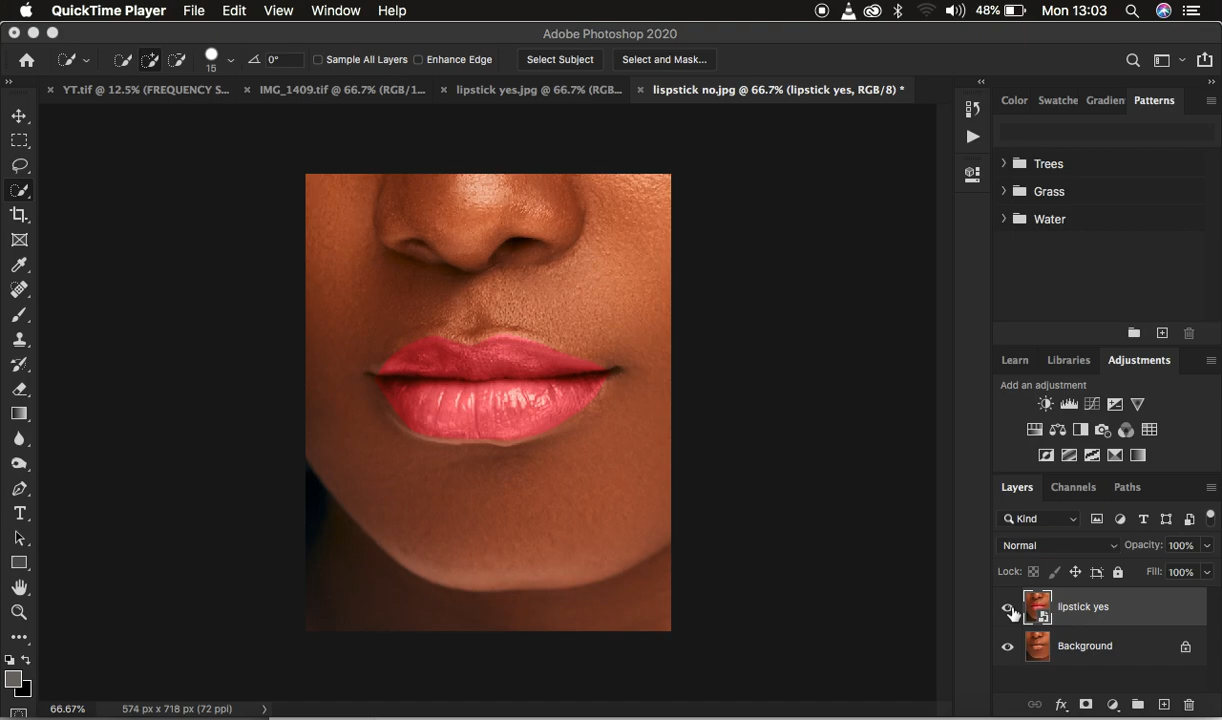 QuickTime Player File Edit View Window Help 48% Mon 13:03
Adobe Photoshop 2020
15 0° Sample All Layers Enhance Edge Select Subject Select and Mask...
YT.tif @ 12.5% (FREQUENCY S... IMG_1409.tif @ 66.7% (RGB/1... lipstick yes.jpg @ 66.7% (RGB... lispstick no.jpg @ 66.7% (lipstick yes, RGB/8) *
Color Swatche Gradien Patterns
Trees
Grass
Water
Learn Libraries Adjustments
Add an adjustment
Layers Channels Paths
Kind
Normal Opacity: 100%
Lock: Fill: 100%
lipstick yes
Background
66.67% 574 px x 718 px (72 ppi)